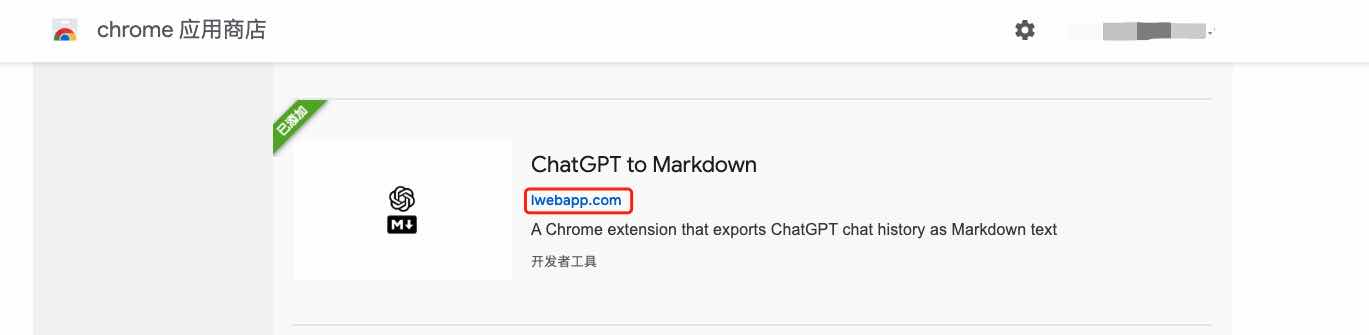 chrome 应用商店
已添加
ChatGPT to Markdown
lwebapp.com
A Chrome extension that exports ChatGPT chat history as Markdown text
M
开发者工具